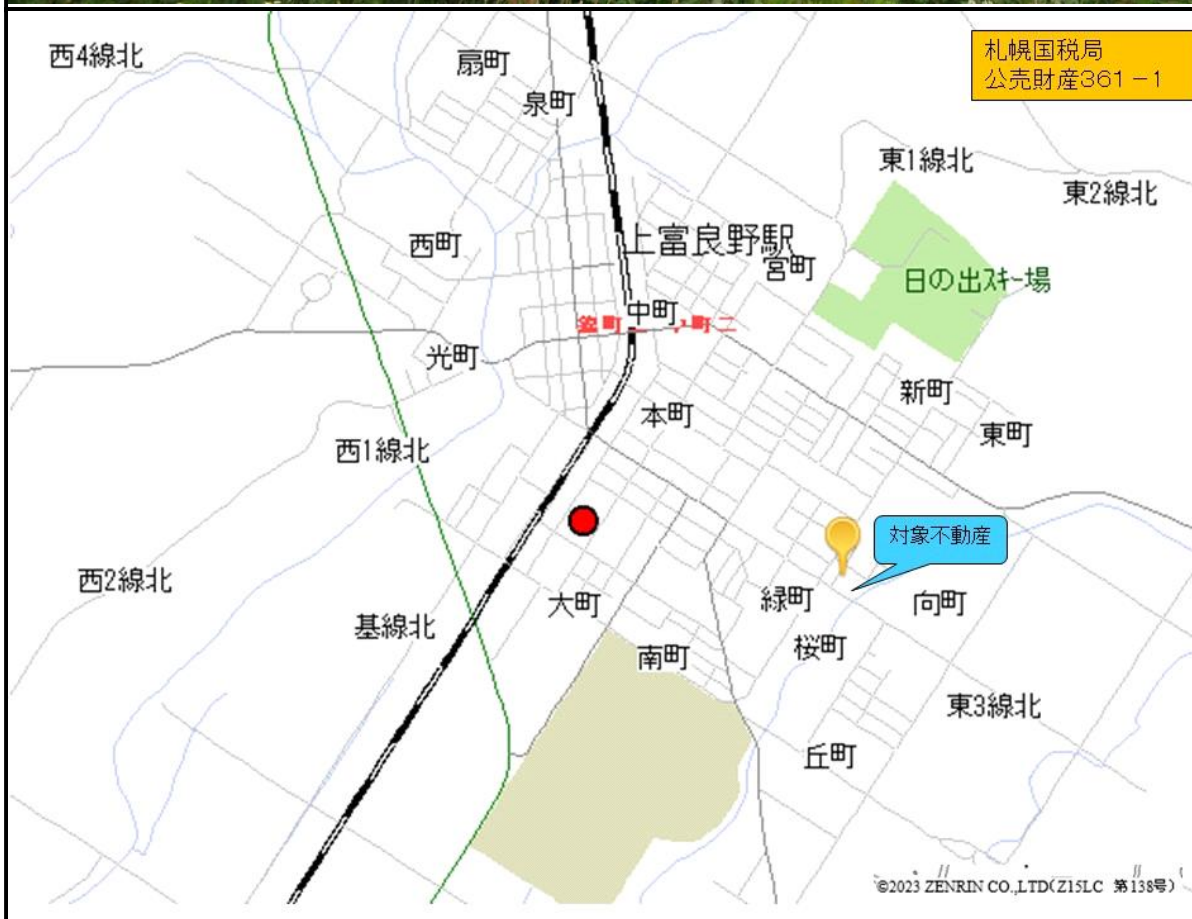 札幌国税局
公売財産361－1
西4線北
扇町
泉町
東1線北
東2線北
西町
上富良野駅
宮町
日の出スキー場
中町
光町
新町
本町
東町
西1線北
対象不動産
西2線北
大町
緑町
向町
基線北
南町
桜町
東3線北
丘町
©2023 ZENRIN CO.,LTD(Z15LC 第138号)